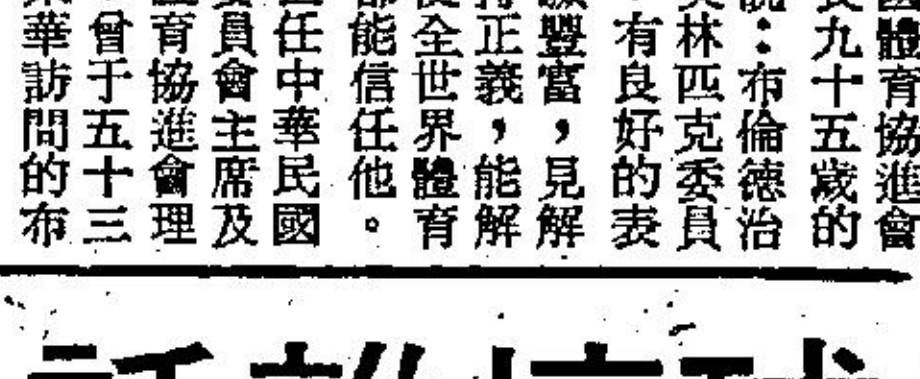 體育協進會
九十五歲的
：布倫德治
林匹克委員
有良好的表
豐富，見解
正義，能解
全世界體育
能信任他。
任中華民國
員會主席及
育協進會理
曾于五十三
華訪問的布